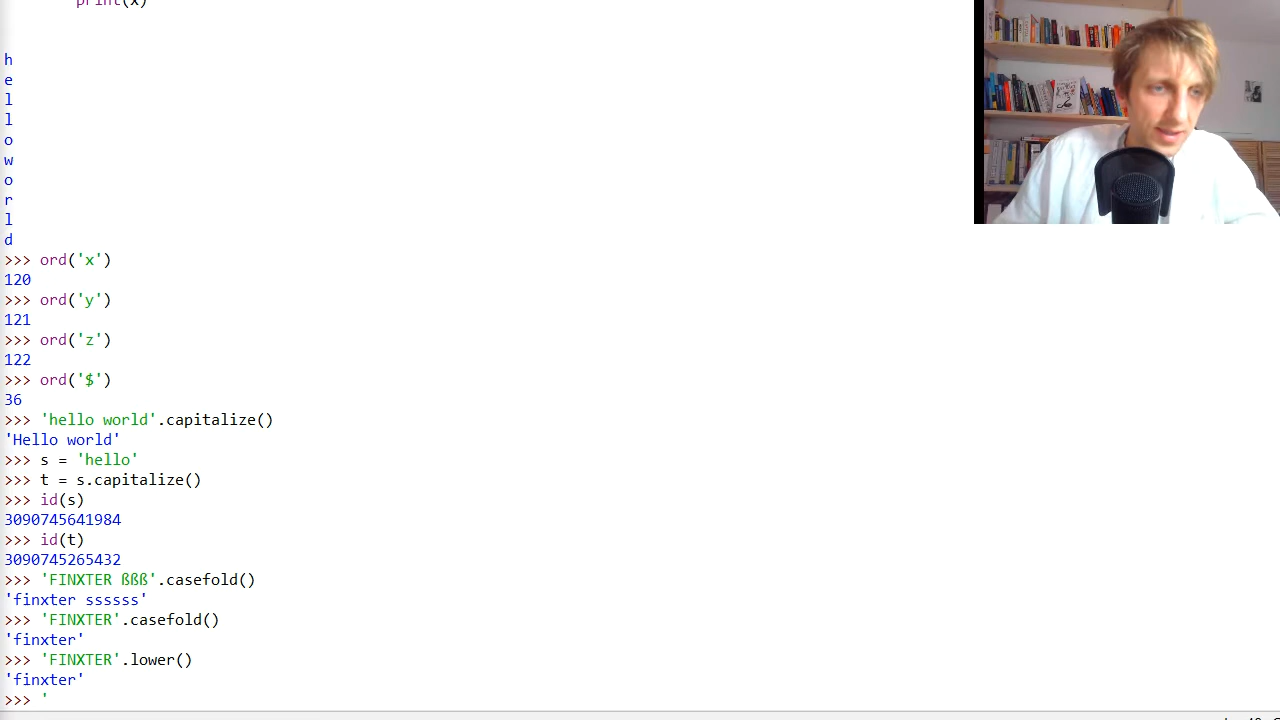 print(x)
h
e
l
l
o
w
o
r
l
d
>>> ord('x')
120
>>> ord('y')
121
>>> ord('z')
122
>>> ord('$')
36
>>> 'hello world'.capitalize()
'Hello world'
>>> s = 'hello'
>>> t = s.capitalize()
>>> id(s)
3090745641984
>>> id(t)
3090745265432
>>> 'FINXTER ßßß'.casefold()
'finxter ssssss'
>>> 'FINXTER'.casefold()
'finxter'
>>> 'FINXTER'.lower()
'finxter'
>>> '